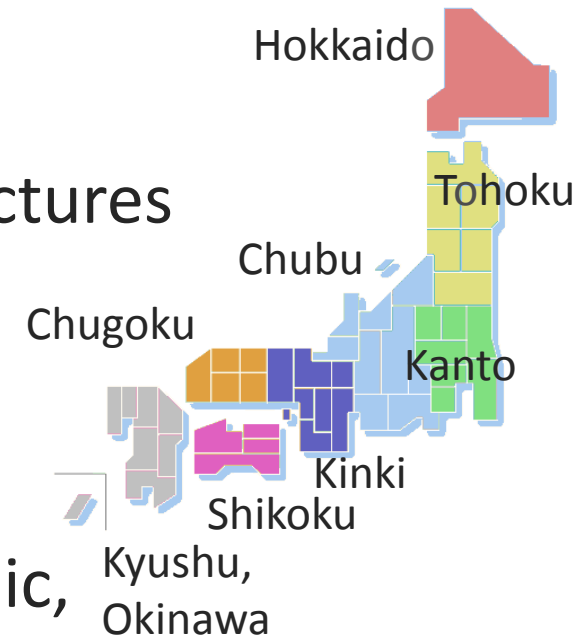 Hokkaido
ctures
Tohoku
Chubu
Chugoku
Kanto
Kinki
Shikoku
ic,
Kyushu,
Okinawa